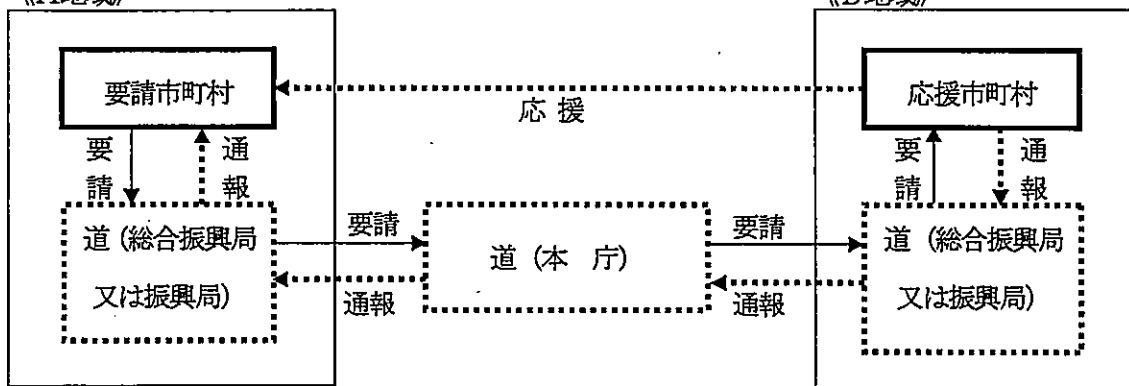 要請市町村
応援
応援市町村
要請
通報
要請
通報
道(総合振興局
又は振興局)
要請
通報
道(本 庁)
要請
通報
道(総合振興局
又は振興局)